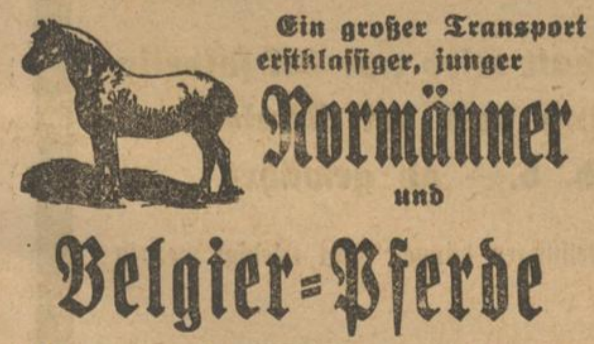 Ein großer Transport
erstklassiger, junger
Normänner
und
Belgier=Pferde